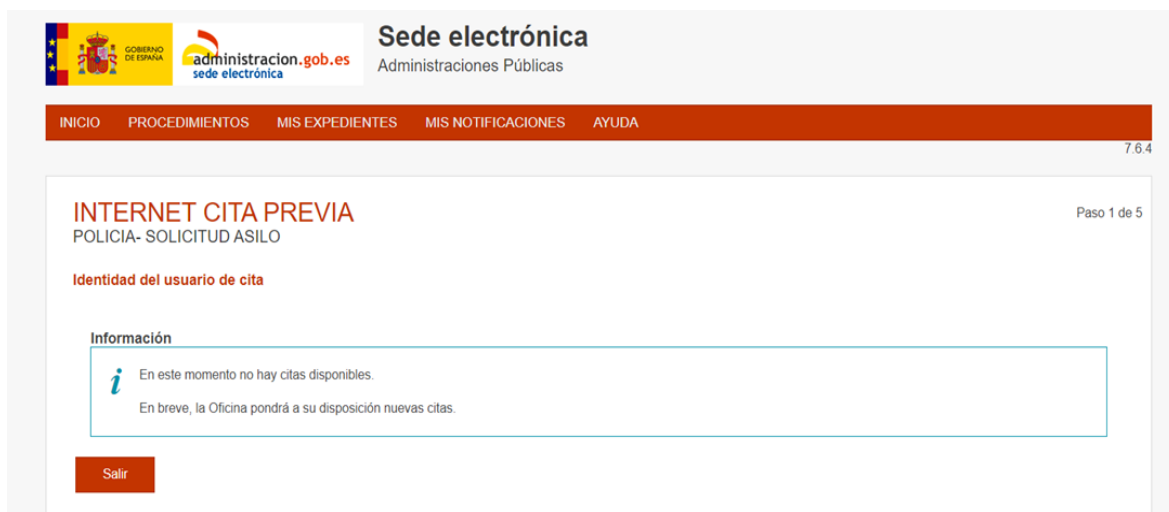 GOBIERNO
DE ESPAÑA
administracion.gob.es
sede electrónica
Sede electrónica
Administraciones Públicas
INICIO PROCEDIMIENTOS MIS EXPEDIENTES MIS NOTIFICACIONES AYUDA
7.6.4
INTERNET CITA PREVIA
Paso 1 de 5
POLICIA- SOLICITUD ASILO
Identidad del usuario de cita
Información
En este momento no hay citas disponibles.
En breve, la Oficina pondrá a su disposición nuevas citas.
Salir